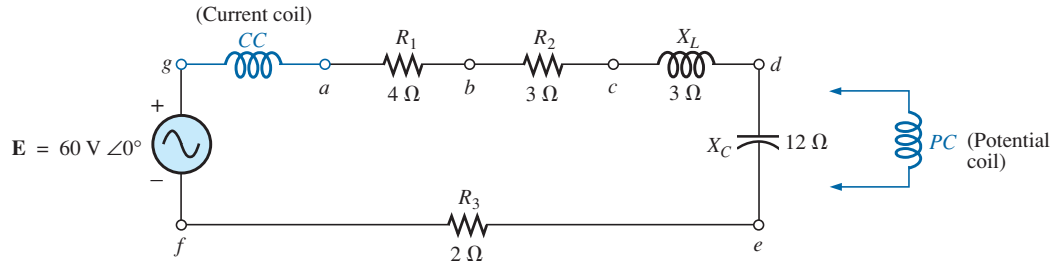 (Current coil)
CC
R1
R2
XL
g
a
b
c
d
4 Ω
3 Ω
3 Ω
+
E = 60 V ∠0°
−
XC
12 Ω
PC (Potential
coil)
R3
f
e
2 Ω